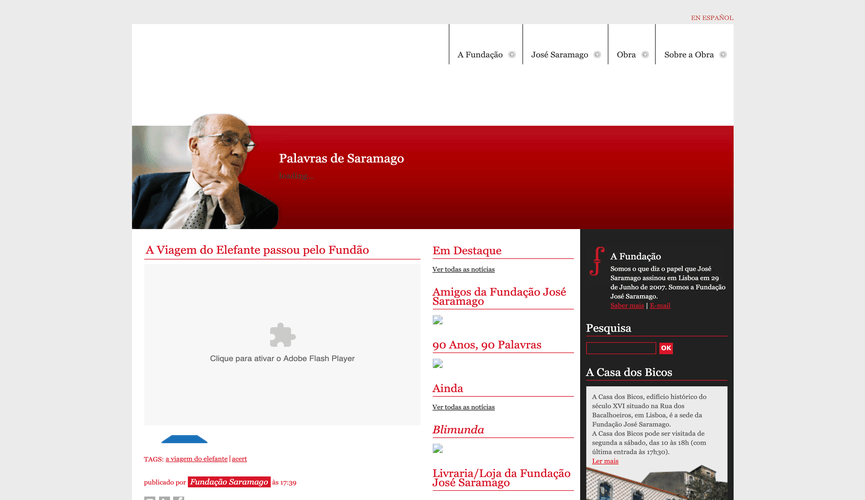 EN ESPAÑOL
A Fundação
José Saramago
Obra
Sobre a Obra
Palavras de Saramago
A Viagem do Elefante passou pelo Fundão
Clique para ativar o Adobe Flash Player
TAGS: a viagem do elefante | acert
publicado por Fundação Saramago às 17:39
Em Destaque
Ver todas as notícias
Amigos da Fundação José
Saramago
90 Anos, 90 Palavras
Ainda
Ver todas as notícias
Blimunda
Livraria/Loja da Fundação
José Saramago
A Fundação
Somos o que diz o papel que José
Saramago assinou em Lisboa em 29
de Junho de 2007. Somos a Fundação
José Saramago.
Saber mais | E-mail
Pesquisa
OK
A Casa dos Bicos
A Casa dos Bicos, edifício histórico do
século XVI situado na Rua dos
Bacalhoeiros, em Lisboa, é a sede da
Fundação José Saramago.
A Casa dos Bicos pode ser visitada de
segunda a sábado, das 10 às 18h (com
última entrada às 17h30).
Ler mais